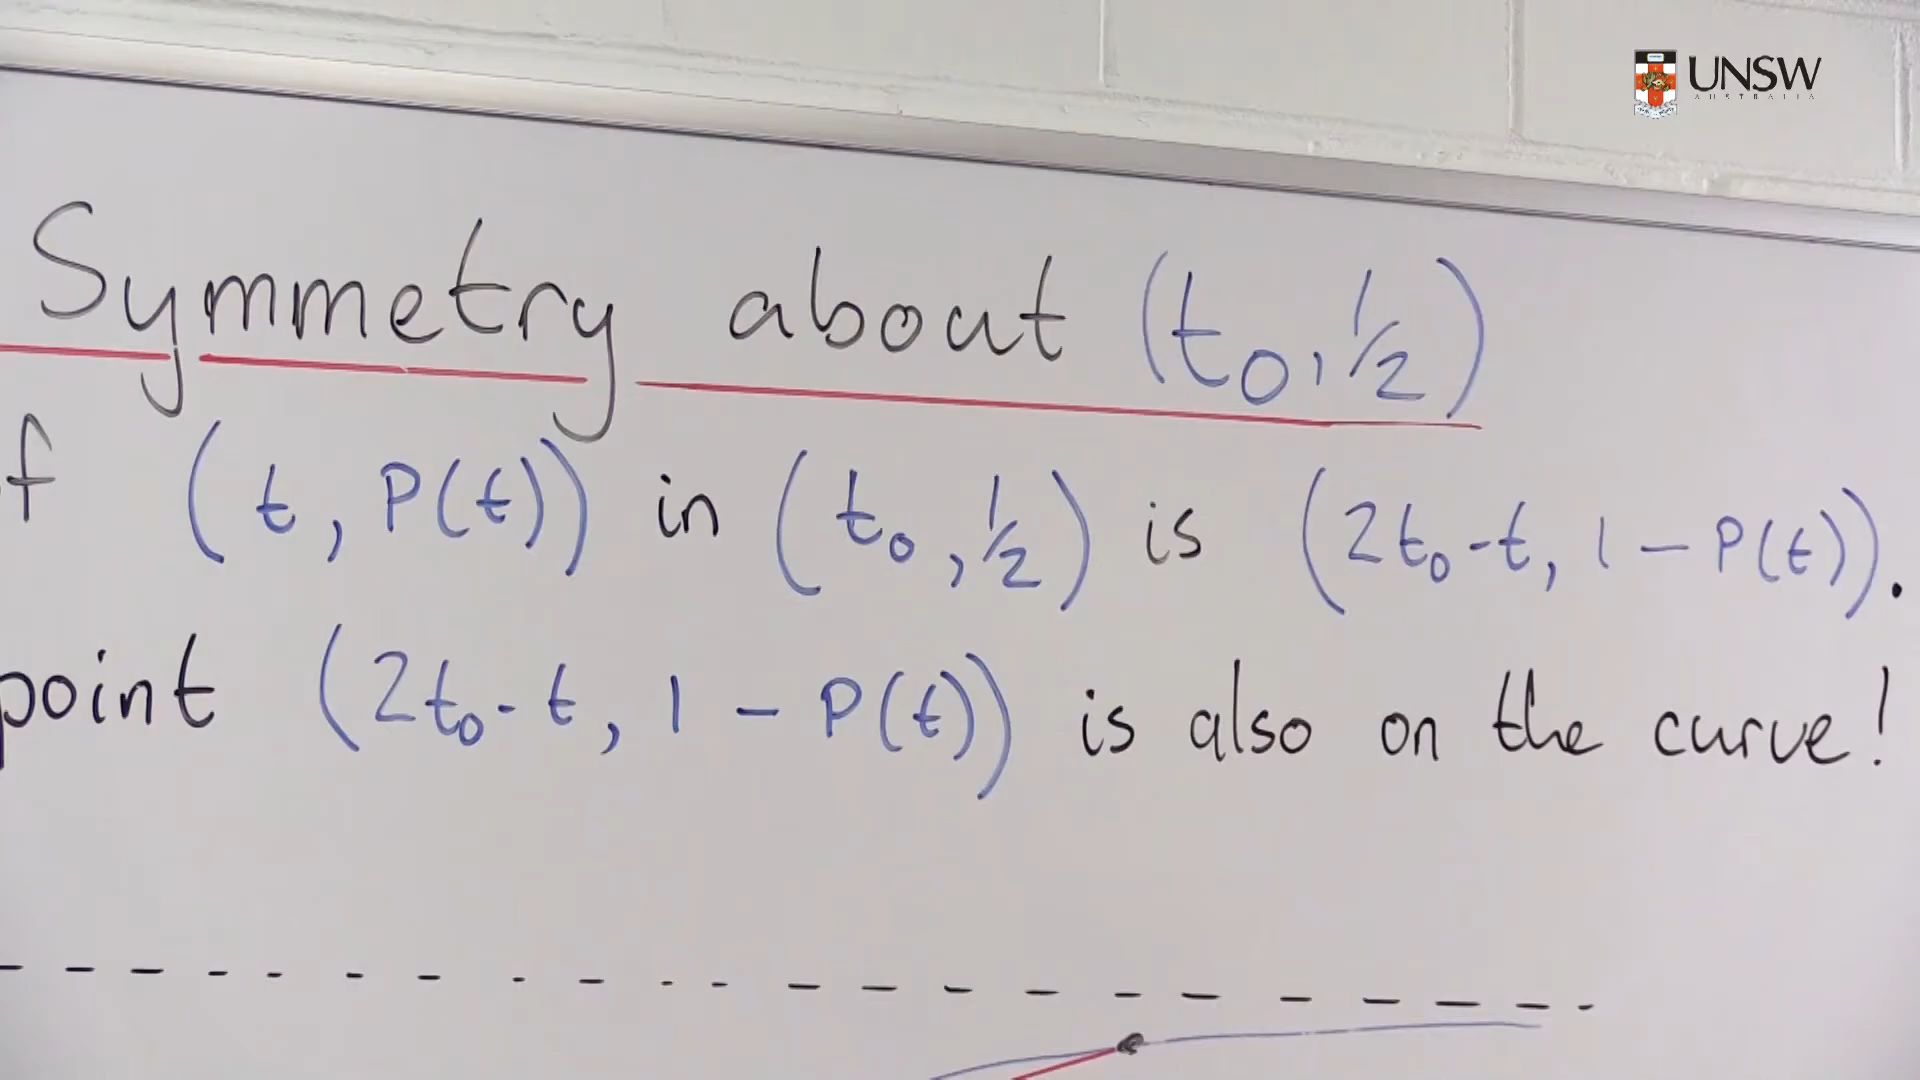 UNSW
AUSTRALIA
Symmetry about (t₀, 1/2)
f (t, P(t)) in (t₀, 1/2) is (2t₀-t, 1 - P(t)).
point (2t₀-t, 1 - P(t)) is also on the curve!